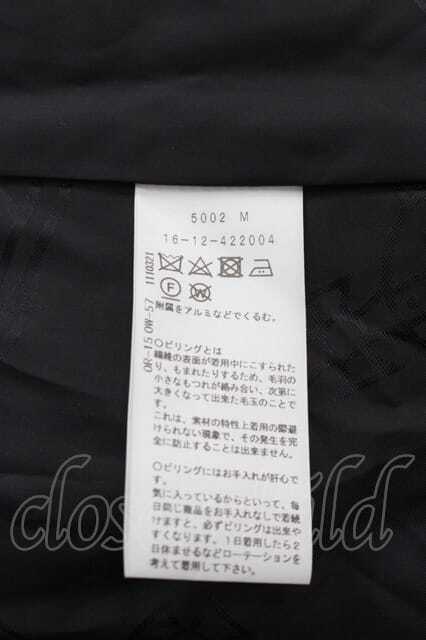 5002 M
16-12-422004
F
W
附属をアルミなどでくるむ。
OR-15 OW-57 1110321
〇ピリングとは
繊維の表面が着用中にこすられた
り、もまれたりするため、毛羽の
小さなもつれが絡み合い、次第に
大きくなって出来た毛玉のことで
す。
これは、素材の特性上着用の際避
けられない現象で、その発生を完
全に防止することは出来ません。
〇ピリングにはお手入れが肝心で
す。
気に入っているからといって、毎
日同じ商品をお手入れなしで着続
けますと、必ずピリングは出来や
すくなります。1日着用したら2
日休ませるなどローテーションを
考えて着用して下さい。
closet child